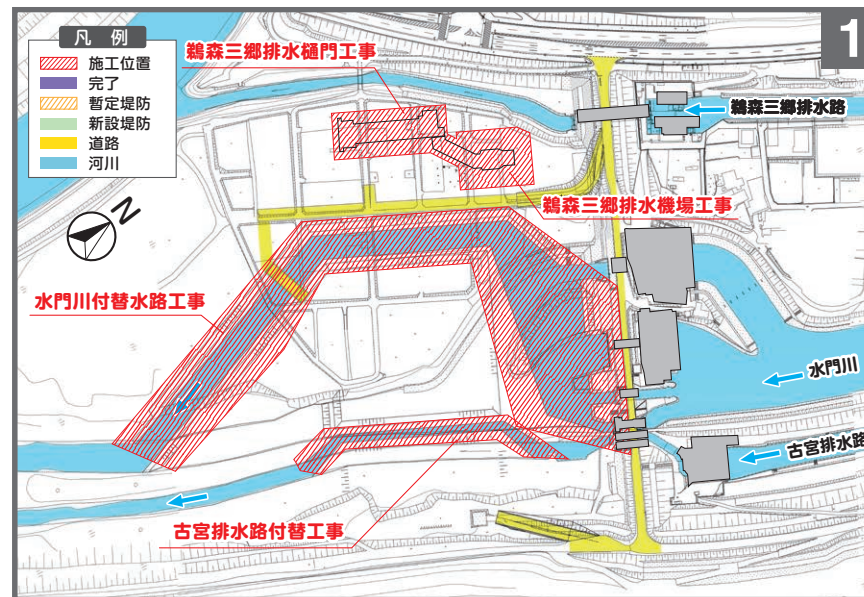 1
凡 例
施工位置
完了
暫定堤防
新設堤防
道路
河川
N
鵜森三郷排水樋門工事
鵜森三郷排水路
鵜森三郷排水機場工事
水門川付替水路工事
水門川
古宮排水路
古宮排水路付替工事